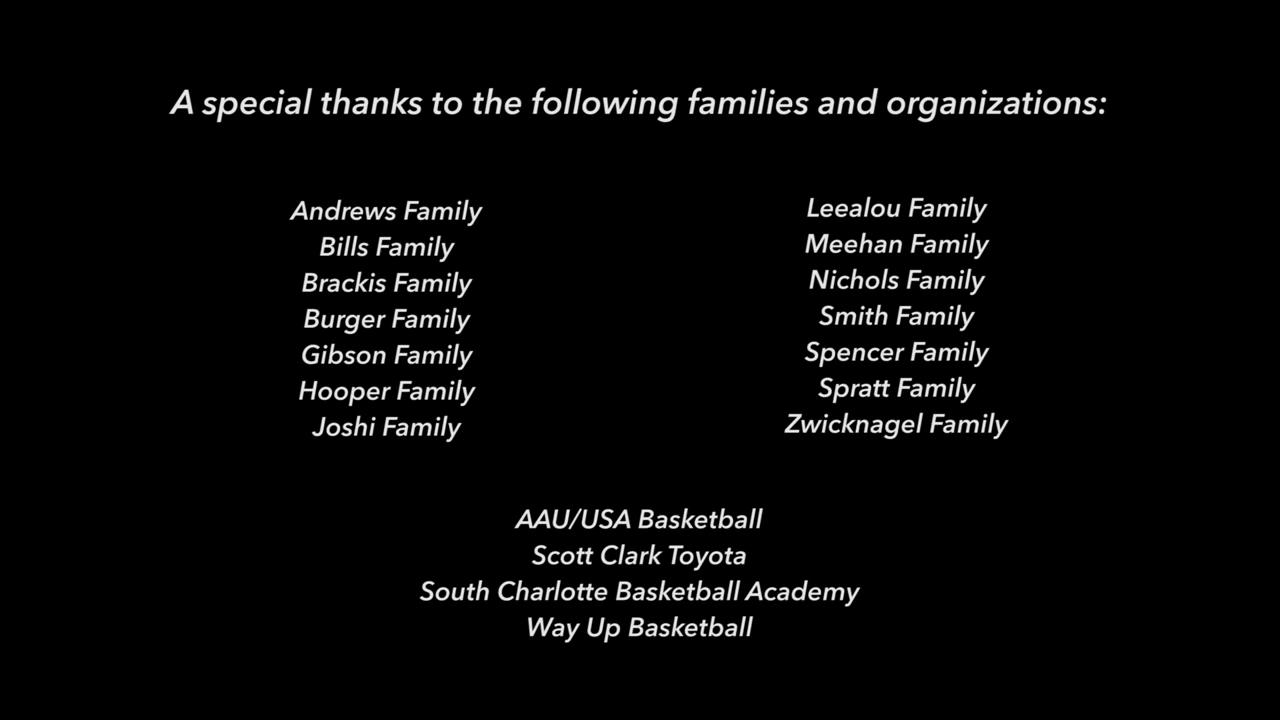 A special thanks to the following families and organizations:
Andrews Family
Bills Family
Brackis Family
Burger Family
Gibson Family
Hooper Family
Joshi Family
Leealou Family
Meehan Family
Nichols Family
Smith Family
Spencer Family
Spratt Family
Zwicknagel Family
AAU/USA Basketball
Scott Clark Toyota
South Charlotte Basketball Academy
Way Up Basketball